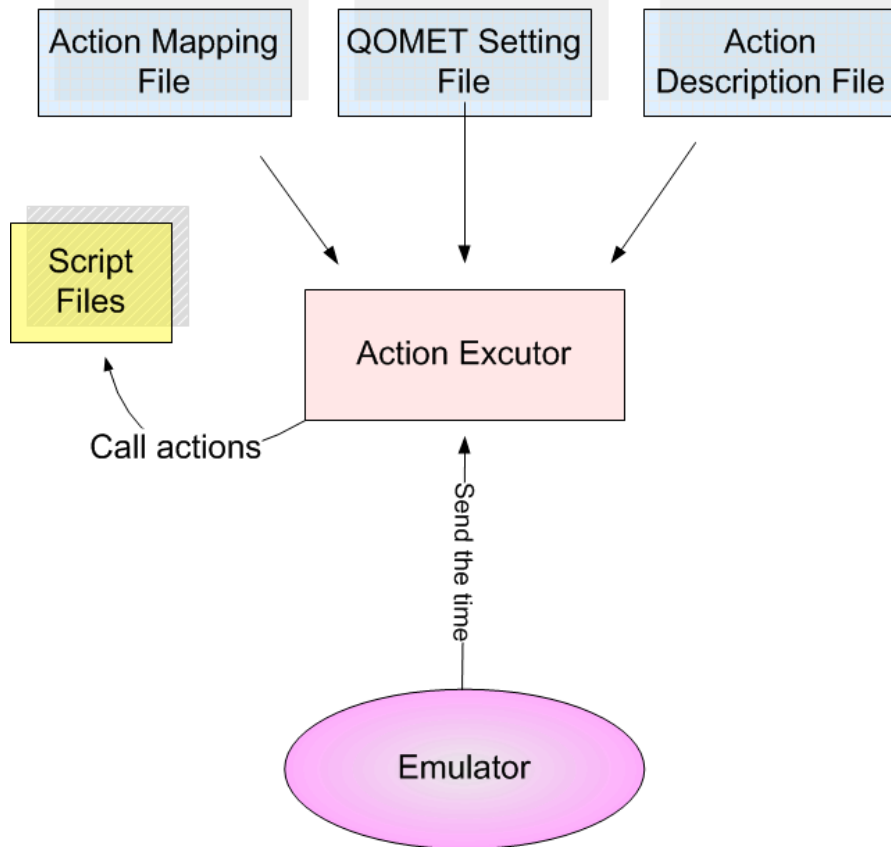 Action Mapping
File
QOMET Setting
File
Action
Description File
Script
Files
Action Excutor
Call actions
Send the time
Emulator